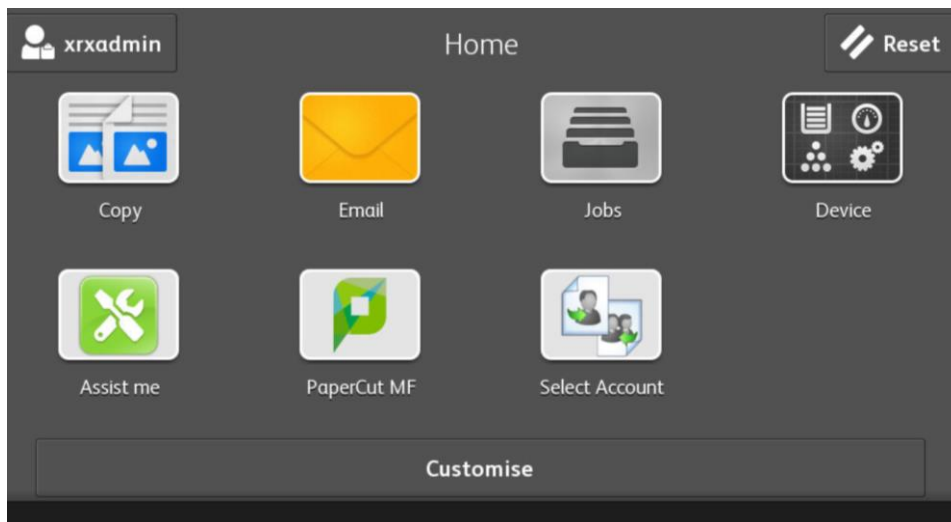 xrxadmin
Home
Reset
Copy
Email
Jobs
Device
Assist me
PaperCut MF
Select Account
Customise